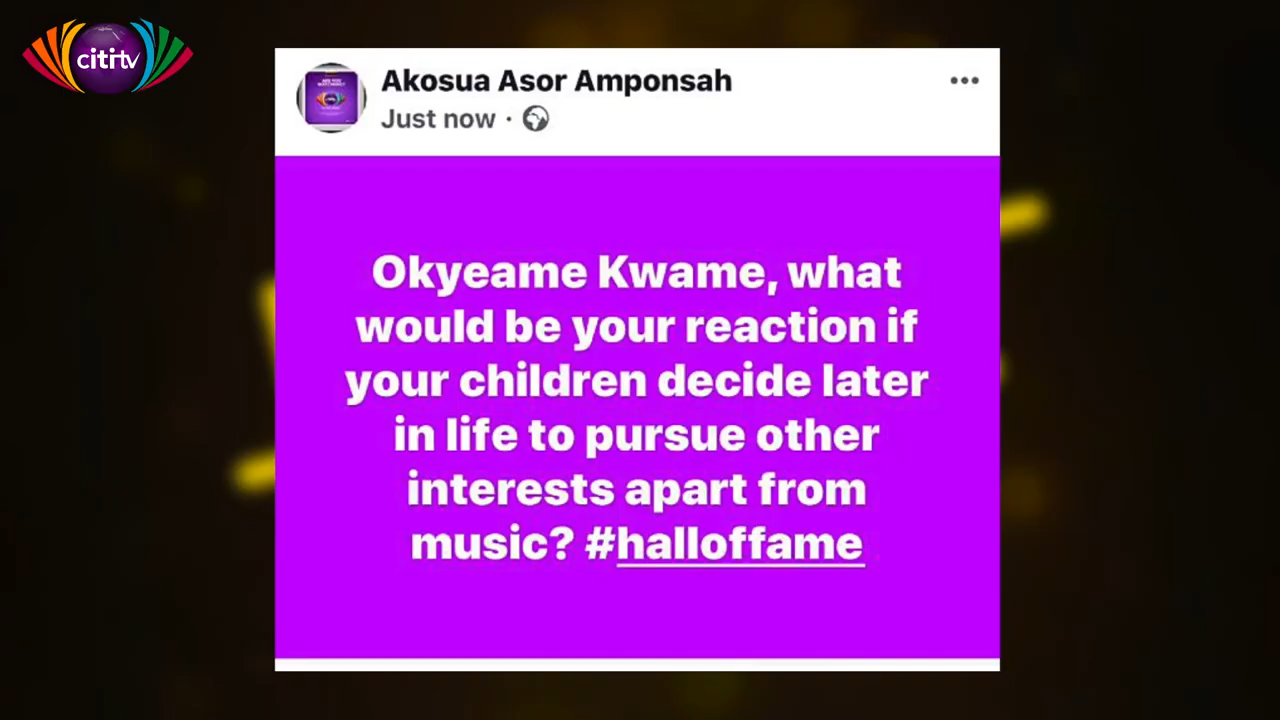 citi tv
Akosua Asor Amponsah
Just now ·
Okyeame Kwame, what
would be your reaction if
your children decide later
in life to pursue other
interests apart from
music? #halloffame